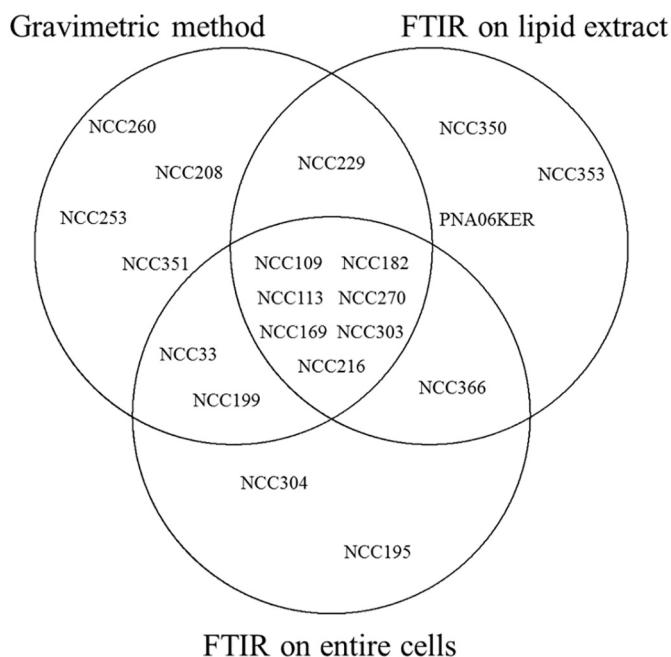 Gravimetric method
FTIR on lipid extract
NCC260
NCC350
NCC229
NCC208
NCC353
NCC253
PNA06KER
NCC351
NCC109 NCC182
NCC113 NCC270
NCC169 NCC303
NCC33
NCC216
NCC366
NCC199
NCC304
NCC195
FTIR on entire cells